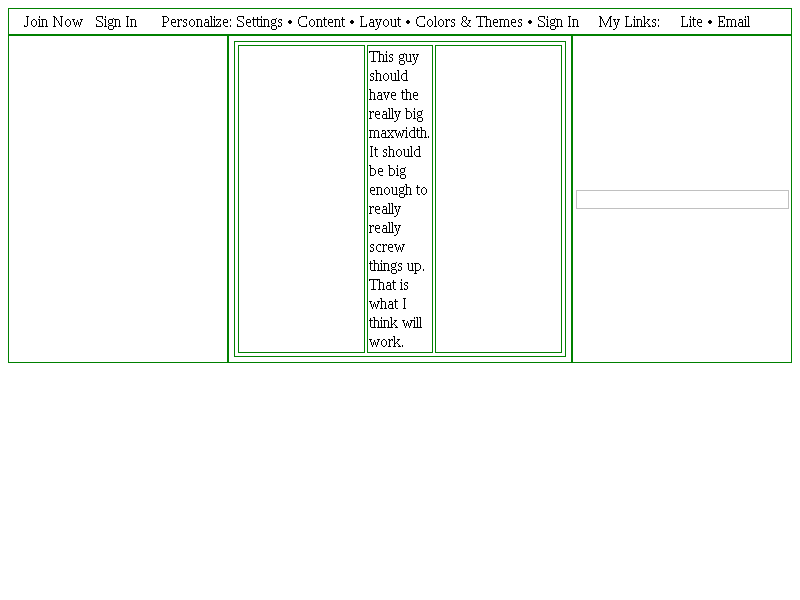 Join Now Sign In Personalize: Settings • Content • Layout • Colors & Themes • Sign In My Links: Lite • Email
This guy
should
have the
really big
maxwidth.
It should
be big
enough to
really
really
screw
things up.
That is
what I
think will
work.